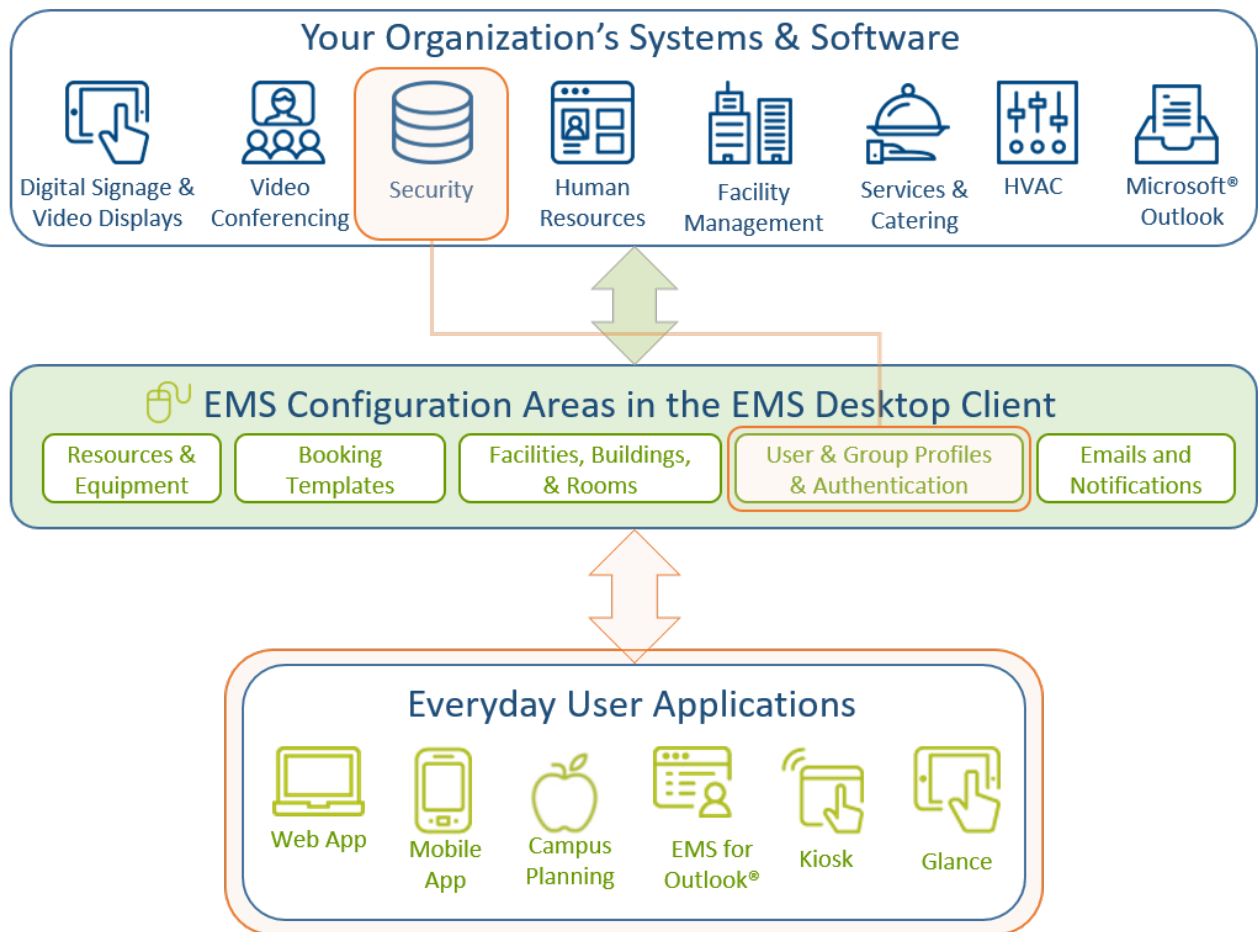 Your Organization's Systems & Software
Digital Signage &
Video Displays
Video
Conferencing
Security
Human
Resources
Facility
Management
Services &
Catering
HVAC
Microsoft®
Outlook
EMS Configuration Areas in the EMS Desktop Client
Resources &
Equipment
Booking
Templates
Facilities, Buildings,
& Rooms
User & Group Profiles
& Authentication
Emails and
Notifications
Everyday User Applications
Web App
Mobile
App
Campus
Planning
EMS for
Outlook®
Kiosk
Glance